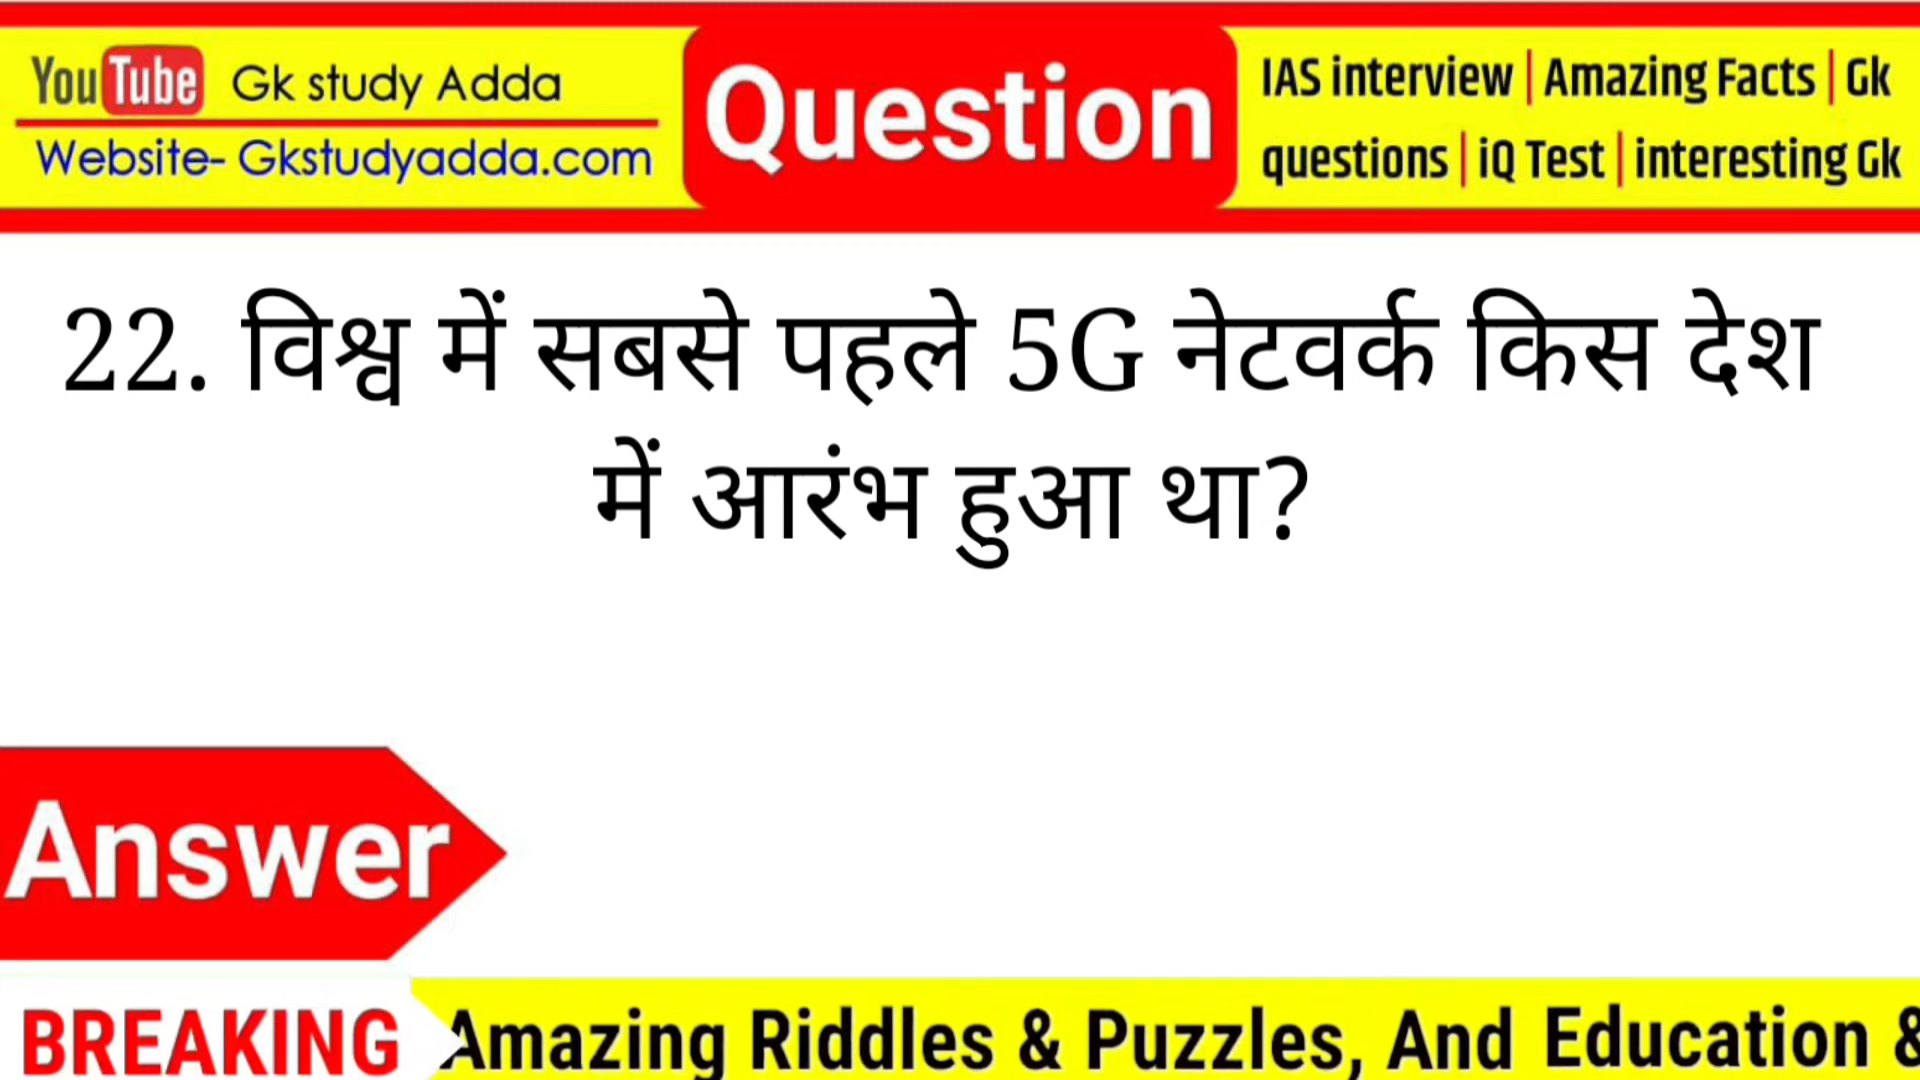 YouTube Gk study Adda
Website- Gkstudyadda.com
Question
IAS interview | Amazing Facts | Gk
questions | iQ Test | interesting Gk
22. विश्व में सबसे पहले 5G नेटवर्क किस देश
में आरंभ हुआ था?
Answer
BREAKING
Amazing Riddles & Puzzles, And Education &